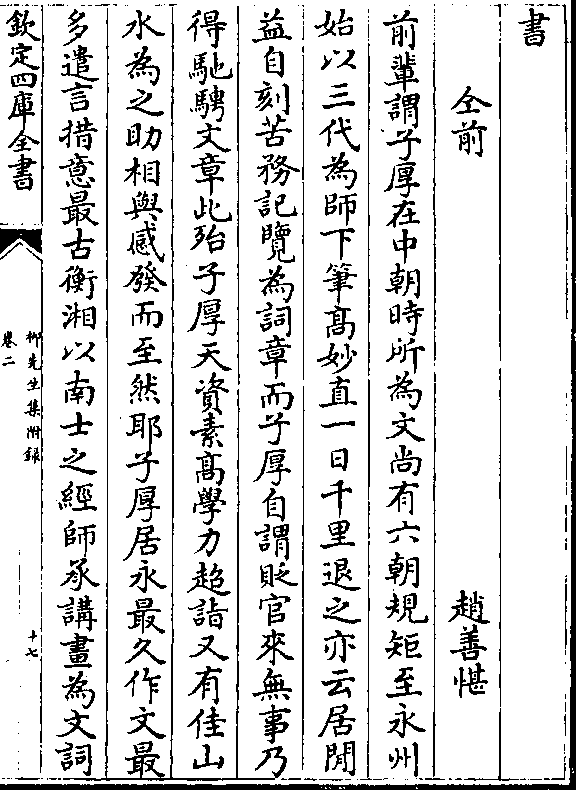 書
仝前　趙善愖
前輩謂子厚在中朝時所為文尚有六朝規矩至永州
始以三代為師下筆髙妙直一日千里退之亦云居閒
益自刻苦務記覽為詞章而子厚自謂貶官來無事乃
得馳騁文章此殆子厚天資素髙學力超詣又有佳山
水為之助相與感發而至然耶子厚居永最久作文最
多遣言措意最古衡湘以南士之經師承講畫為文詞
欽定四庫全書
柳先生集附録
卷二
十七